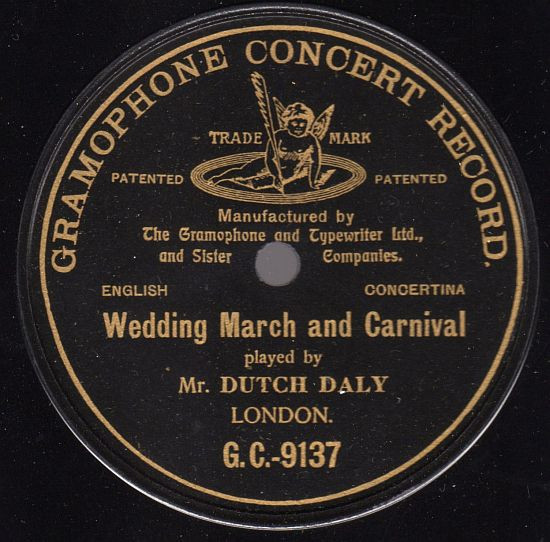 GRAMOPHONE CONCERT RECORD.
TRADE MARK
PATENTED PATENTED
Manufactured by
The Gramophone and Typewriter Ltd.,
and Sister Companies.
ENGLISH CONCERTINA
Wedding March and Carnival
played by
Mr. DUTCH DALY
LONDON.
G.C.-9137